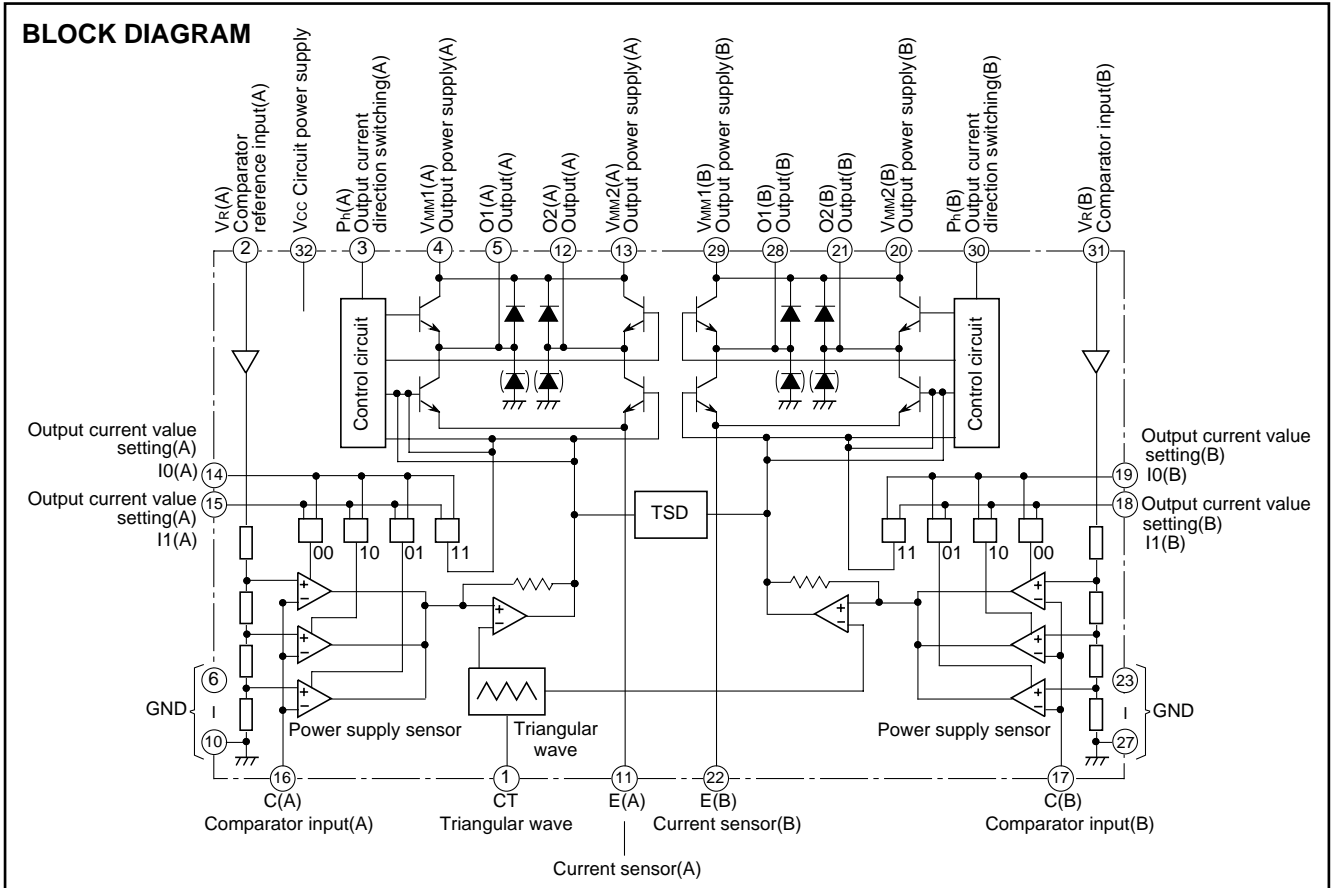 BLOCK DIAGRAM
VR(A)
Comparator
reference input(A)
Vcc Circuit power supply
Ph(A)
Output current
direction switching(A)
VMM1(A)
Output power supply(A)
O1(A)
Output(A)
O2(A)
Output(A)
VMM2(A)
Output power supply(A)
VMM1(B)
Output power supply(B)
O1(B)
Output(B)
O2(B)
Output(B)
VMM2(B)
Output power supply(B)
Ph(B)
Output current
direction switching(B)
VR(B)
Comparator input(B)
2 32 3 4 5 12 13 29 28 21 20 30 31
Control circuit
Control circuit
Output current value
setting(A)
I0(A) 14
Output current value
setting(A)
I1(A)
15
00 10 01 11
TSD
11 01 10 00
Output current value
setting(B)
I0(B)
19
18 Output current value
setting(B)
I1(B)
+
−
+
−
+
−
+
−
+
−
+
−
+
−
+
−
6
I
10
GND
Power supply sensor
Triangular
wave
Power supply sensor
23
I
27
GND
16
C(A)
Comparator input(A)
1
CT
Triangular wave
11
E(A)
Current sensor(A)
22
E(B)
Current sensor(B)
17
C(B)
Comparator input(B)